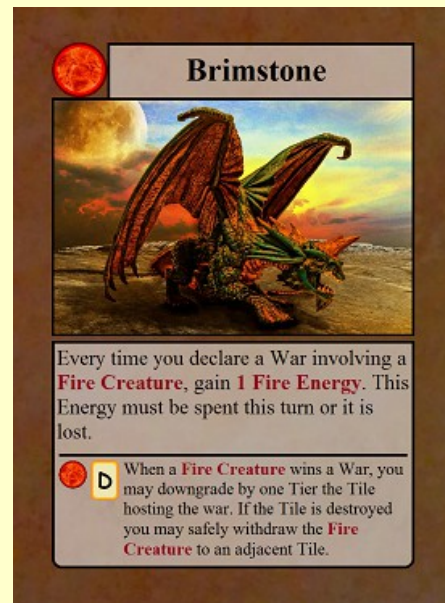 Brimstone
Every time you declare a War involving a
Fire Creature, gain 1 Fire Energy. This
Energy must be spent this turn or it is
lost.
D
When a Fire Creature wins a War, you
may downgrade by one Tier the Tile
hosting the war. If the Tile is destroyed
you may safely withdraw the Fire
Creature to an adjacent Tile.